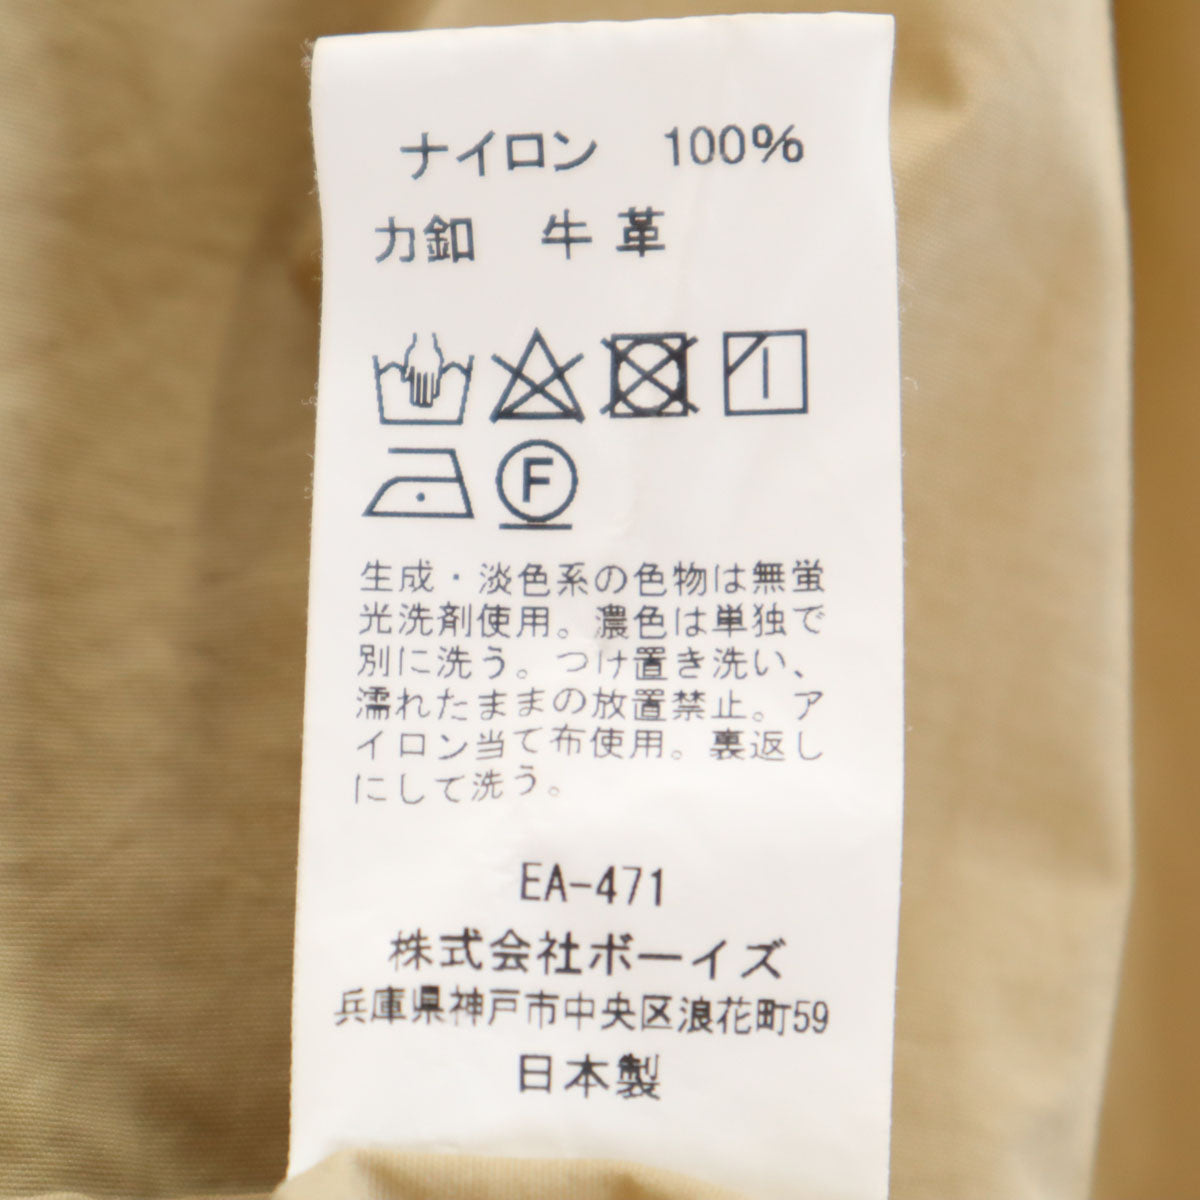 ナイロン 100%
力釦 牛革
F
生成・淡色系の色物は無蛍
光洗剤使用。濃色は単独で
別に洗う。つけ置き洗い、
濡れたままの放置禁止。ア
イロン当て布使用。裏返し
にして洗う。
EA-471
株式会社ボーイズ
兵庫県神戸市中央区浪花町59
日本製